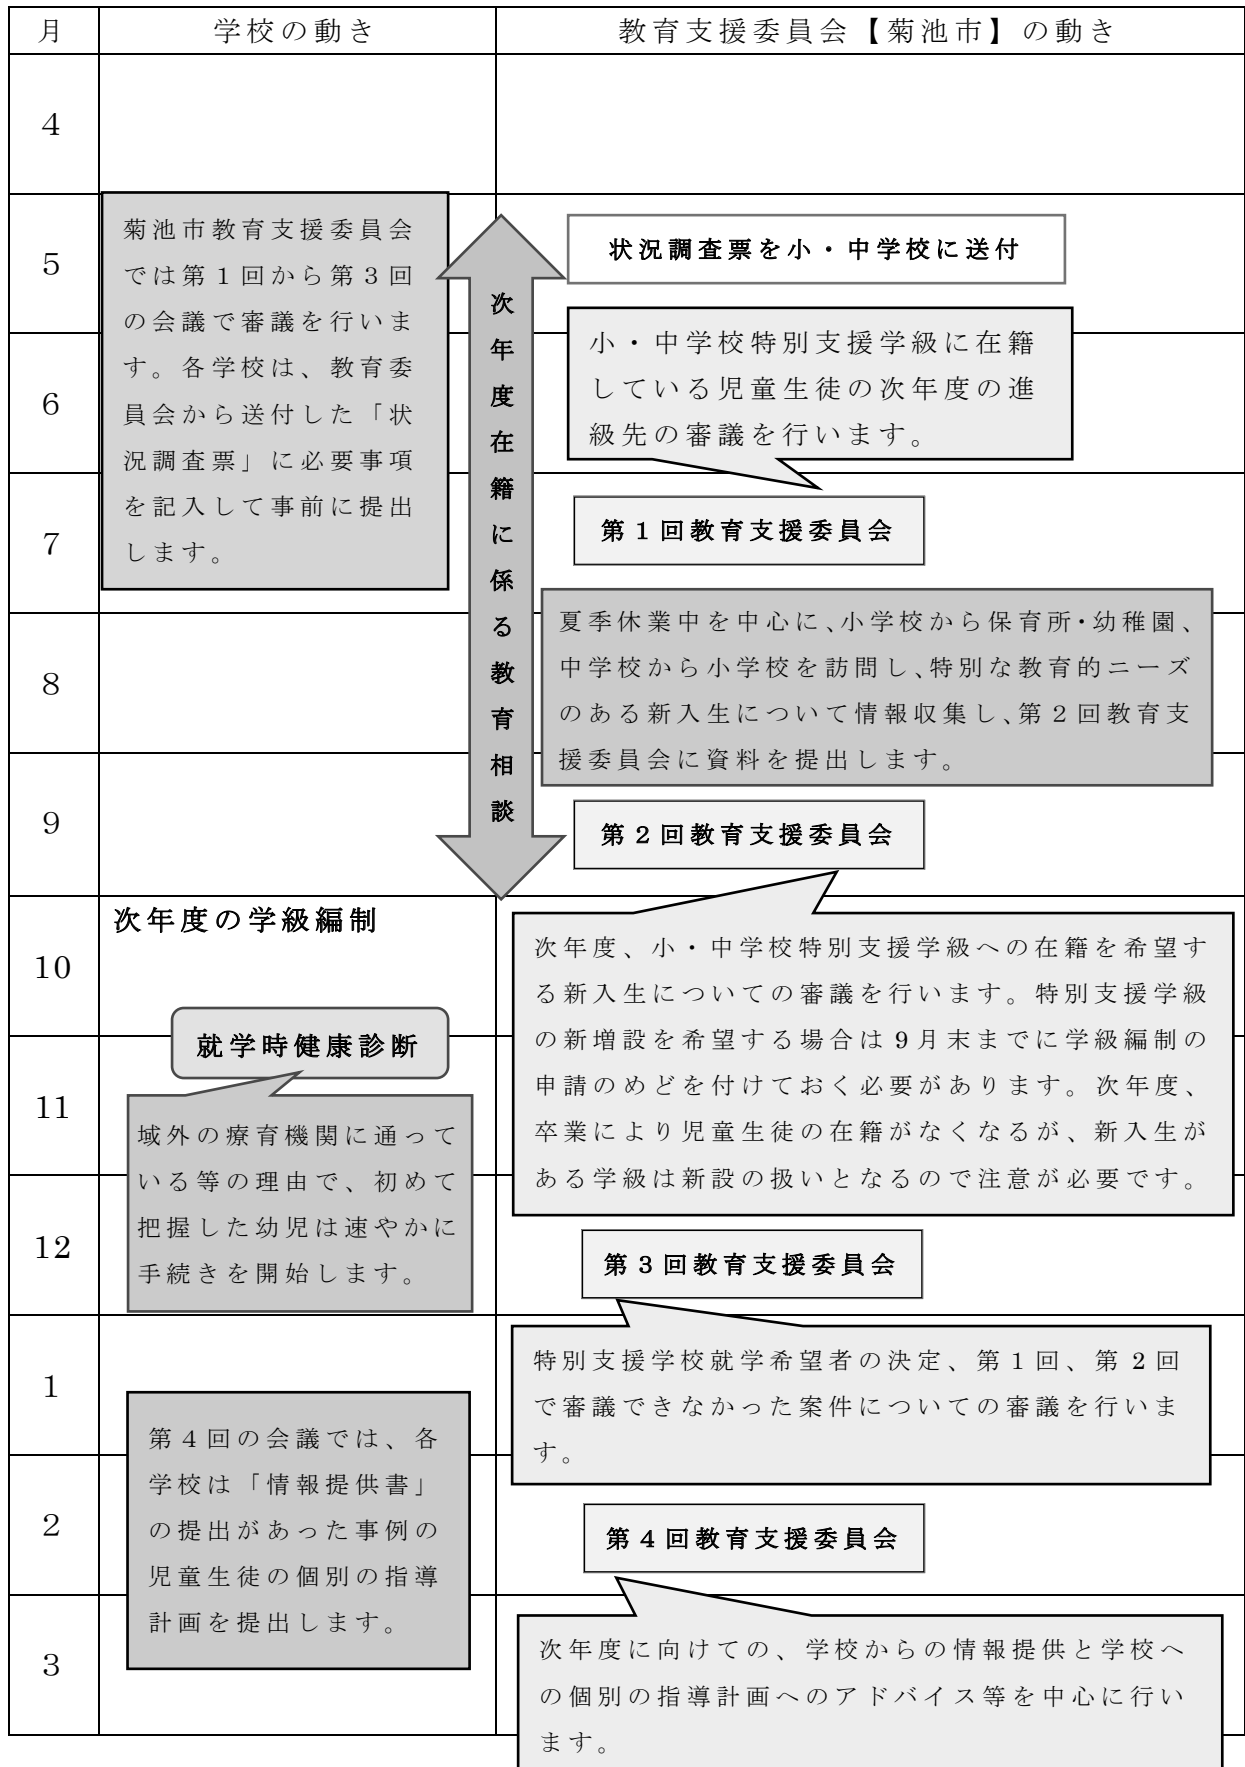 月
学校の動き
教育支援委員会【菊池市】の動き
4
5
菊池市教育支援委員会
では第1回から第3回
の会議で審議を行いま
す。各学校は、教育委
員会から送付した「状
況調査票」に必要事項
を記入して事前に提出
します。
次年度在籍に係る教育相談
状況調査票を小・中学校に送付
6
小・中学校特別支援学級に在籍
している児童生徒の次年度の進
級先の審議を行います。
7
第1回教育支援委員会
8
夏季休業中を中心に、小学校から保育所・幼稚園、
中学校から小学校を訪問し、特別な教育的ニーズ
のある新入生について情報収集し、第2回教育支
援委員会に資料を提出します。
9
第2回教育支援委員会
10
次年度の学級編制
次年度、小・中学校特別支援学級への在籍を希望す
る新入生についての審議を行います。特別支援学級
の新増設を希望する場合は9月末までに学級編制の
申請のめどを付けておく必要があります。次年度、
卒業により児童生徒の在籍がなくなるが、新入生が
ある学級は新設の扱いとなるので注意が必要です。
就学時健康診断
11
域外の療育機関に通って
いる等の理由で、初めて
把握した幼児は速やかに
手続きを開始します。
12
第3回教育支援委員会
1
特別支援学校就学希望者の決定、第1回、第2回
で審議できなかった案件についての審議を行いま
す。
第4回の会議では、各
学校は「情報提供書」
の提出があった事例の
児童生徒の個別の指導
計画を提出します。
2
第4回教育支援委員会
3
次年度に向けての、学校からの情報提供と学校へ
の個別の指導計画へのアドバイス等を中心に行い
ます。